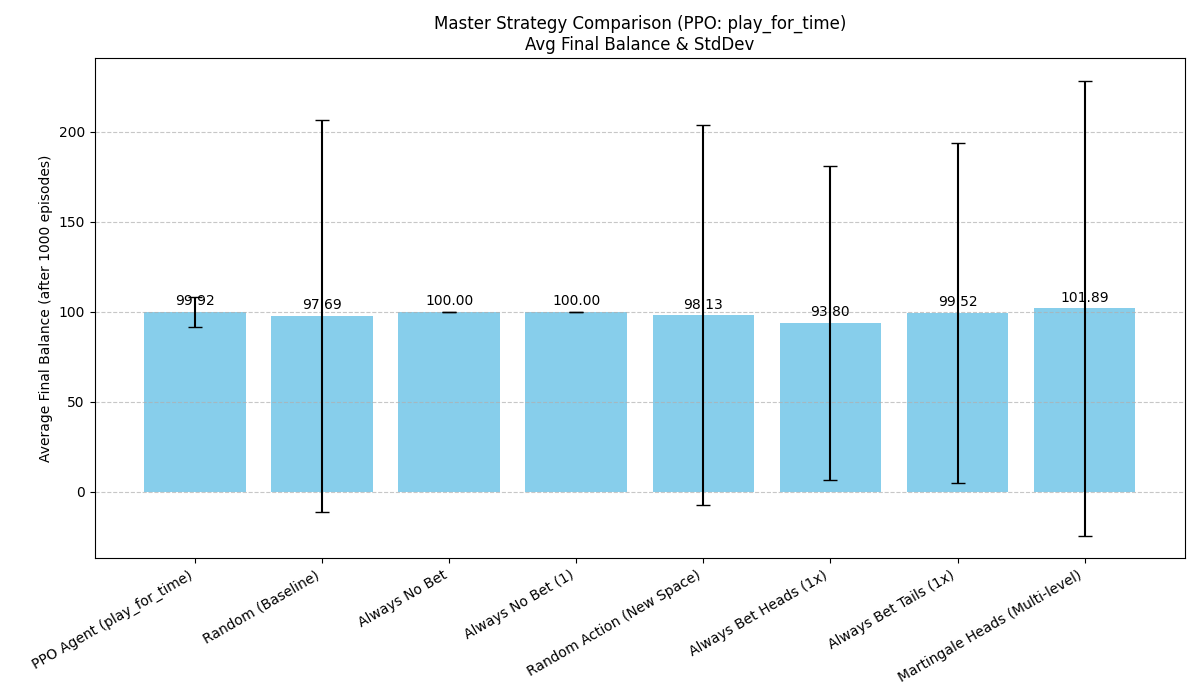 Master Strategy Comparison (PPO: play_for_time)
Avg Final Balance & StdDev
Average Final Balance (after 1000 episodes)
200
150
100
50
0
99.92
97.69
100.00
100.00
98.13
93.80
99.52
101.89
PPO Agent (play_for_time)
Random (Baseline)
Always No Bet
Always No Bet (1)
Random Action (New Space)
Always Bet Heads (1x)
Always Bet Tails (1x)
Martingale Heads (Multi-level)